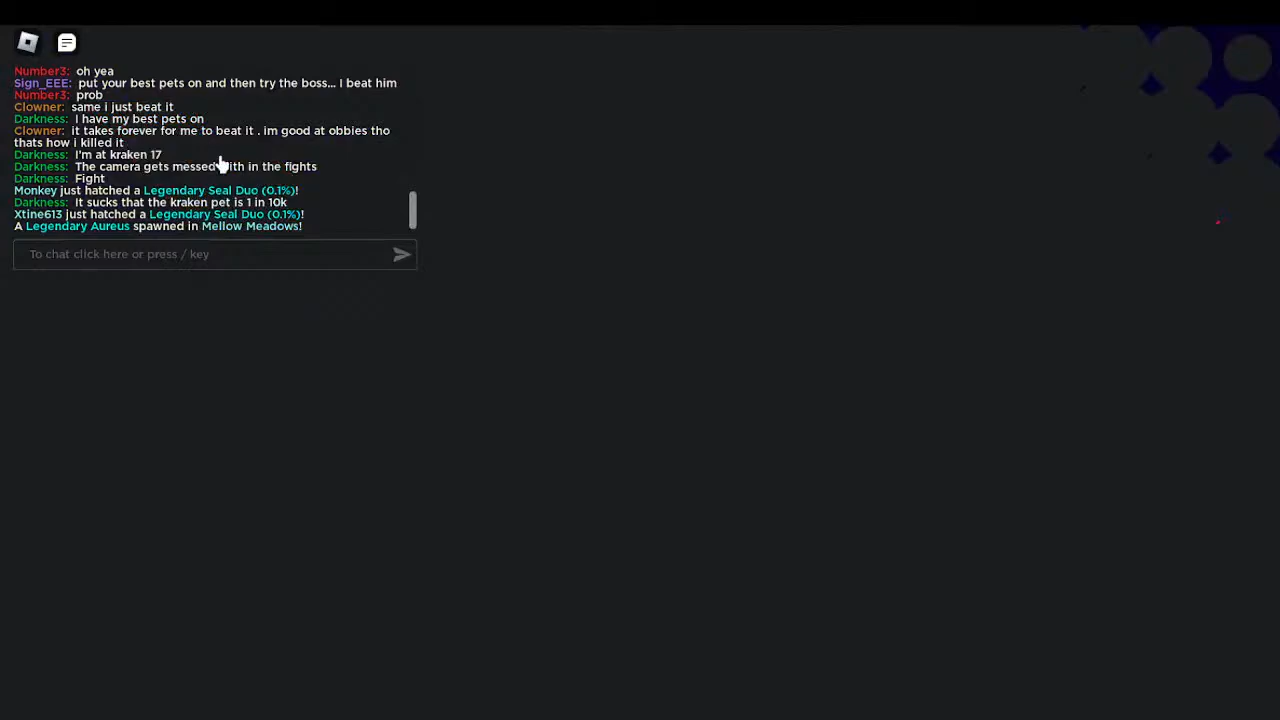 Number3: oh yea
Sign_EEE: put your best pets on and then try the boss... I beat him
Number3: prob
Clowner: same i just beat it
Darkness: I have my best pets on
Clowner: it takes forever for me to beat it . im good at obbies tho
thats how i killed it
Darkness: I'm at kraken 17
Darkness: The camera gets messed with in the fights
Darkness: Fight
Monkey just hatched a Legendary Seal Duo (0.1%)!
Darkness: It sucks that the kraken pet is 1 in 10k
Xtine613 just hatched a Legendary Seal Duo (0.1%)!
A Legendary Aureus spawned in Mellow Meadows!
To chat click here or press / key